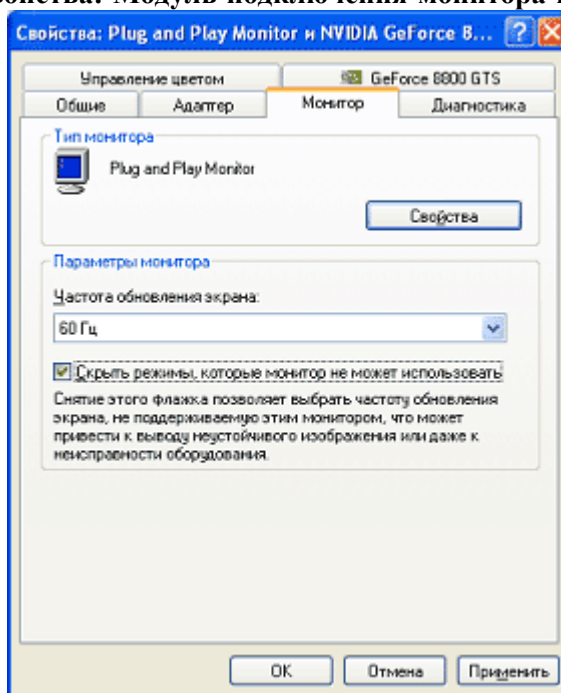 Модуль подключения монитора
Свойства: Plug and Play Monitor и NVIDIA GeForce 8...
Управление цветом
GeForce 8800 GTS
Общие
Адаптер
Монитор
Диагностика
Тип монитора
Plug and Play Monitor
Свойства
Параметры монитора
Частота обновления экрана:
60 Гц
Скрыть режимы, которые монитор не может использовать
Снятие этого флажка позволяет выбрать частоту обновления
экрана, не поддерживаемую этим монитором, что может
привести к выводу неустойчивого изображения или даже к
неисправности оборудования.
OK
Отмена
Применить